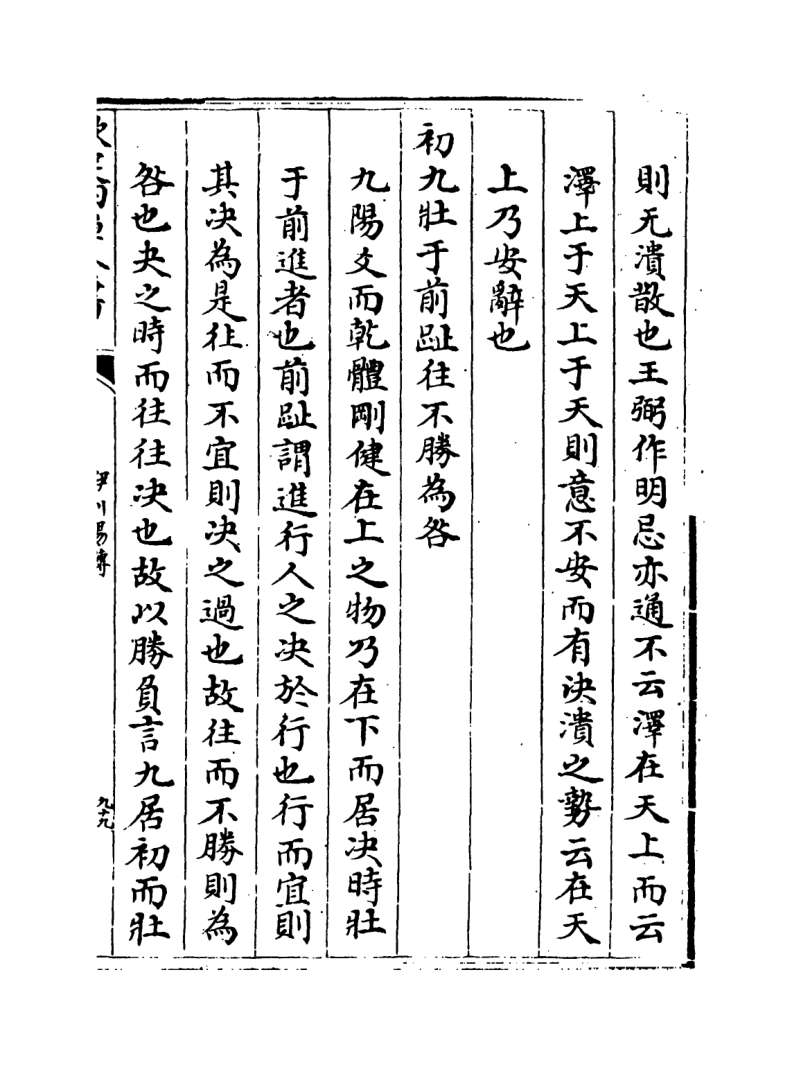 則无潰散也王弼作明忌亦通不云澤在天上而云
澤上于天上于天則意不安而有決潰之勢云在天
上乃安辭也
初九壯于前趾往不勝為咎
九陽爻而乾體剛健在上之物乃在下而居決時壯
于前進者也前趾謂進行人之決於行也行而宜則
其決為是往而不宜則決之過也故往而不勝則為
咎也夬之時而往往決也故以勝負言九居初而壯
伊川易傳
九十九